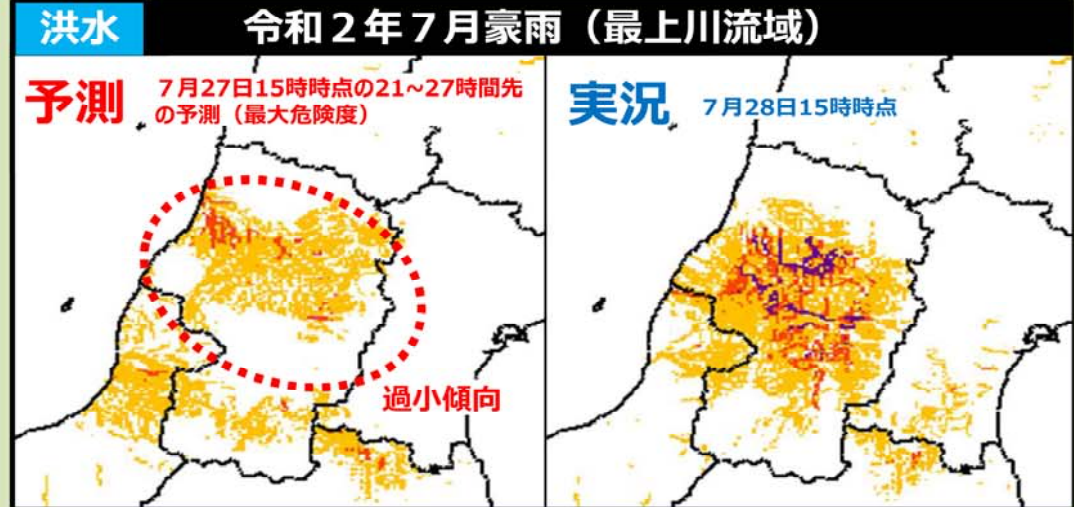 洪水
令和２年７月豪雨（最上川流域）
予測
７月27日15時時点の21~27時間先
の予測（最大危険度）
過小傾向
実況
７月28日15時時点